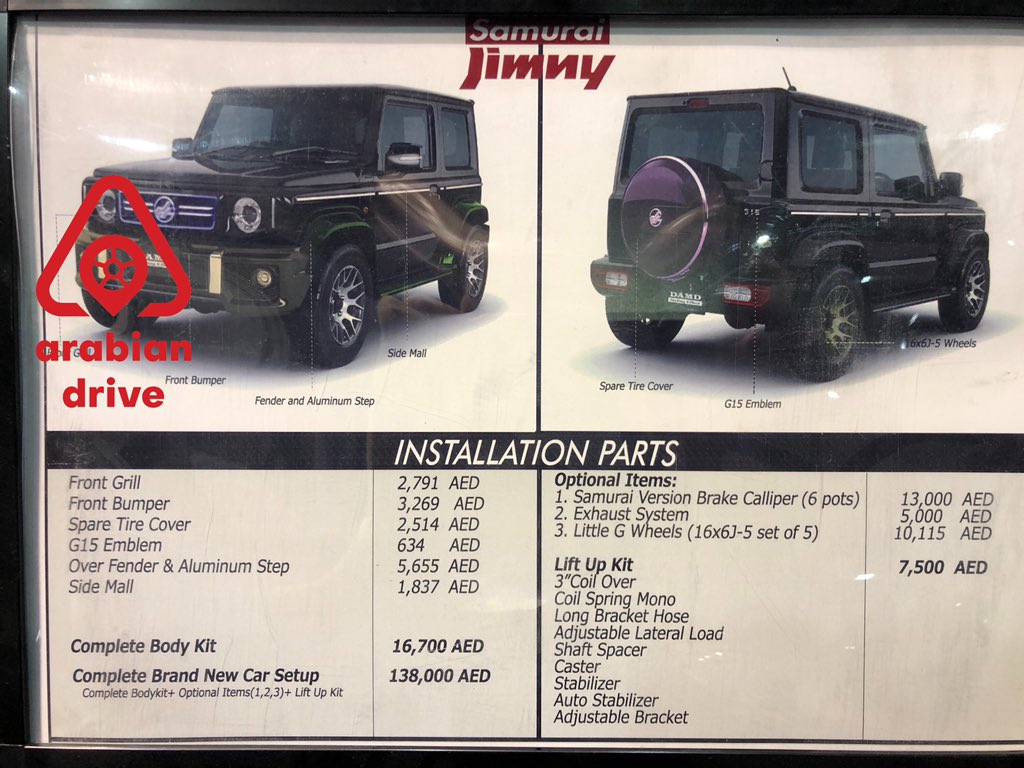 Samurai
Jimny
arabian
drive
Front Bumper
Fender and Aluminum Step
Side Mall
DAMD
Spare Tire Cover
G15 Emblem
16x6J-5 Wheels
INSTALLATION PARTS
Front Grill 2,791 AED
Front Bumper 3,269 AED
Spare Tire Cover 2,514 AED
G15 Emblem 634 AED
Over Fender & Aluminum Step 5,655 AED
Side Mall 1,837 AED
Complete Body Kit 16,700 AED
Complete Brand New Car Setup 138,000 AED
Complete Bodykit+ Optional Items(1,2,3)+ Lift Up Kit
Optional Items:
1. Samurai Version Brake Calliper (6 pots) 13,000 AED
2. Exhaust System 5,000 AED
3. Little G Wheels (16x6J-5 set of 5) 10,115 AED
Lift Up Kit 7,500 AED
3”Coil Over
Coil Spring Mono
Long Bracket Hose
Adjustable Lateral Load
Shaft Spacer
Caster
Stabilizer
Auto Stabilizer
Adjustable Bracket